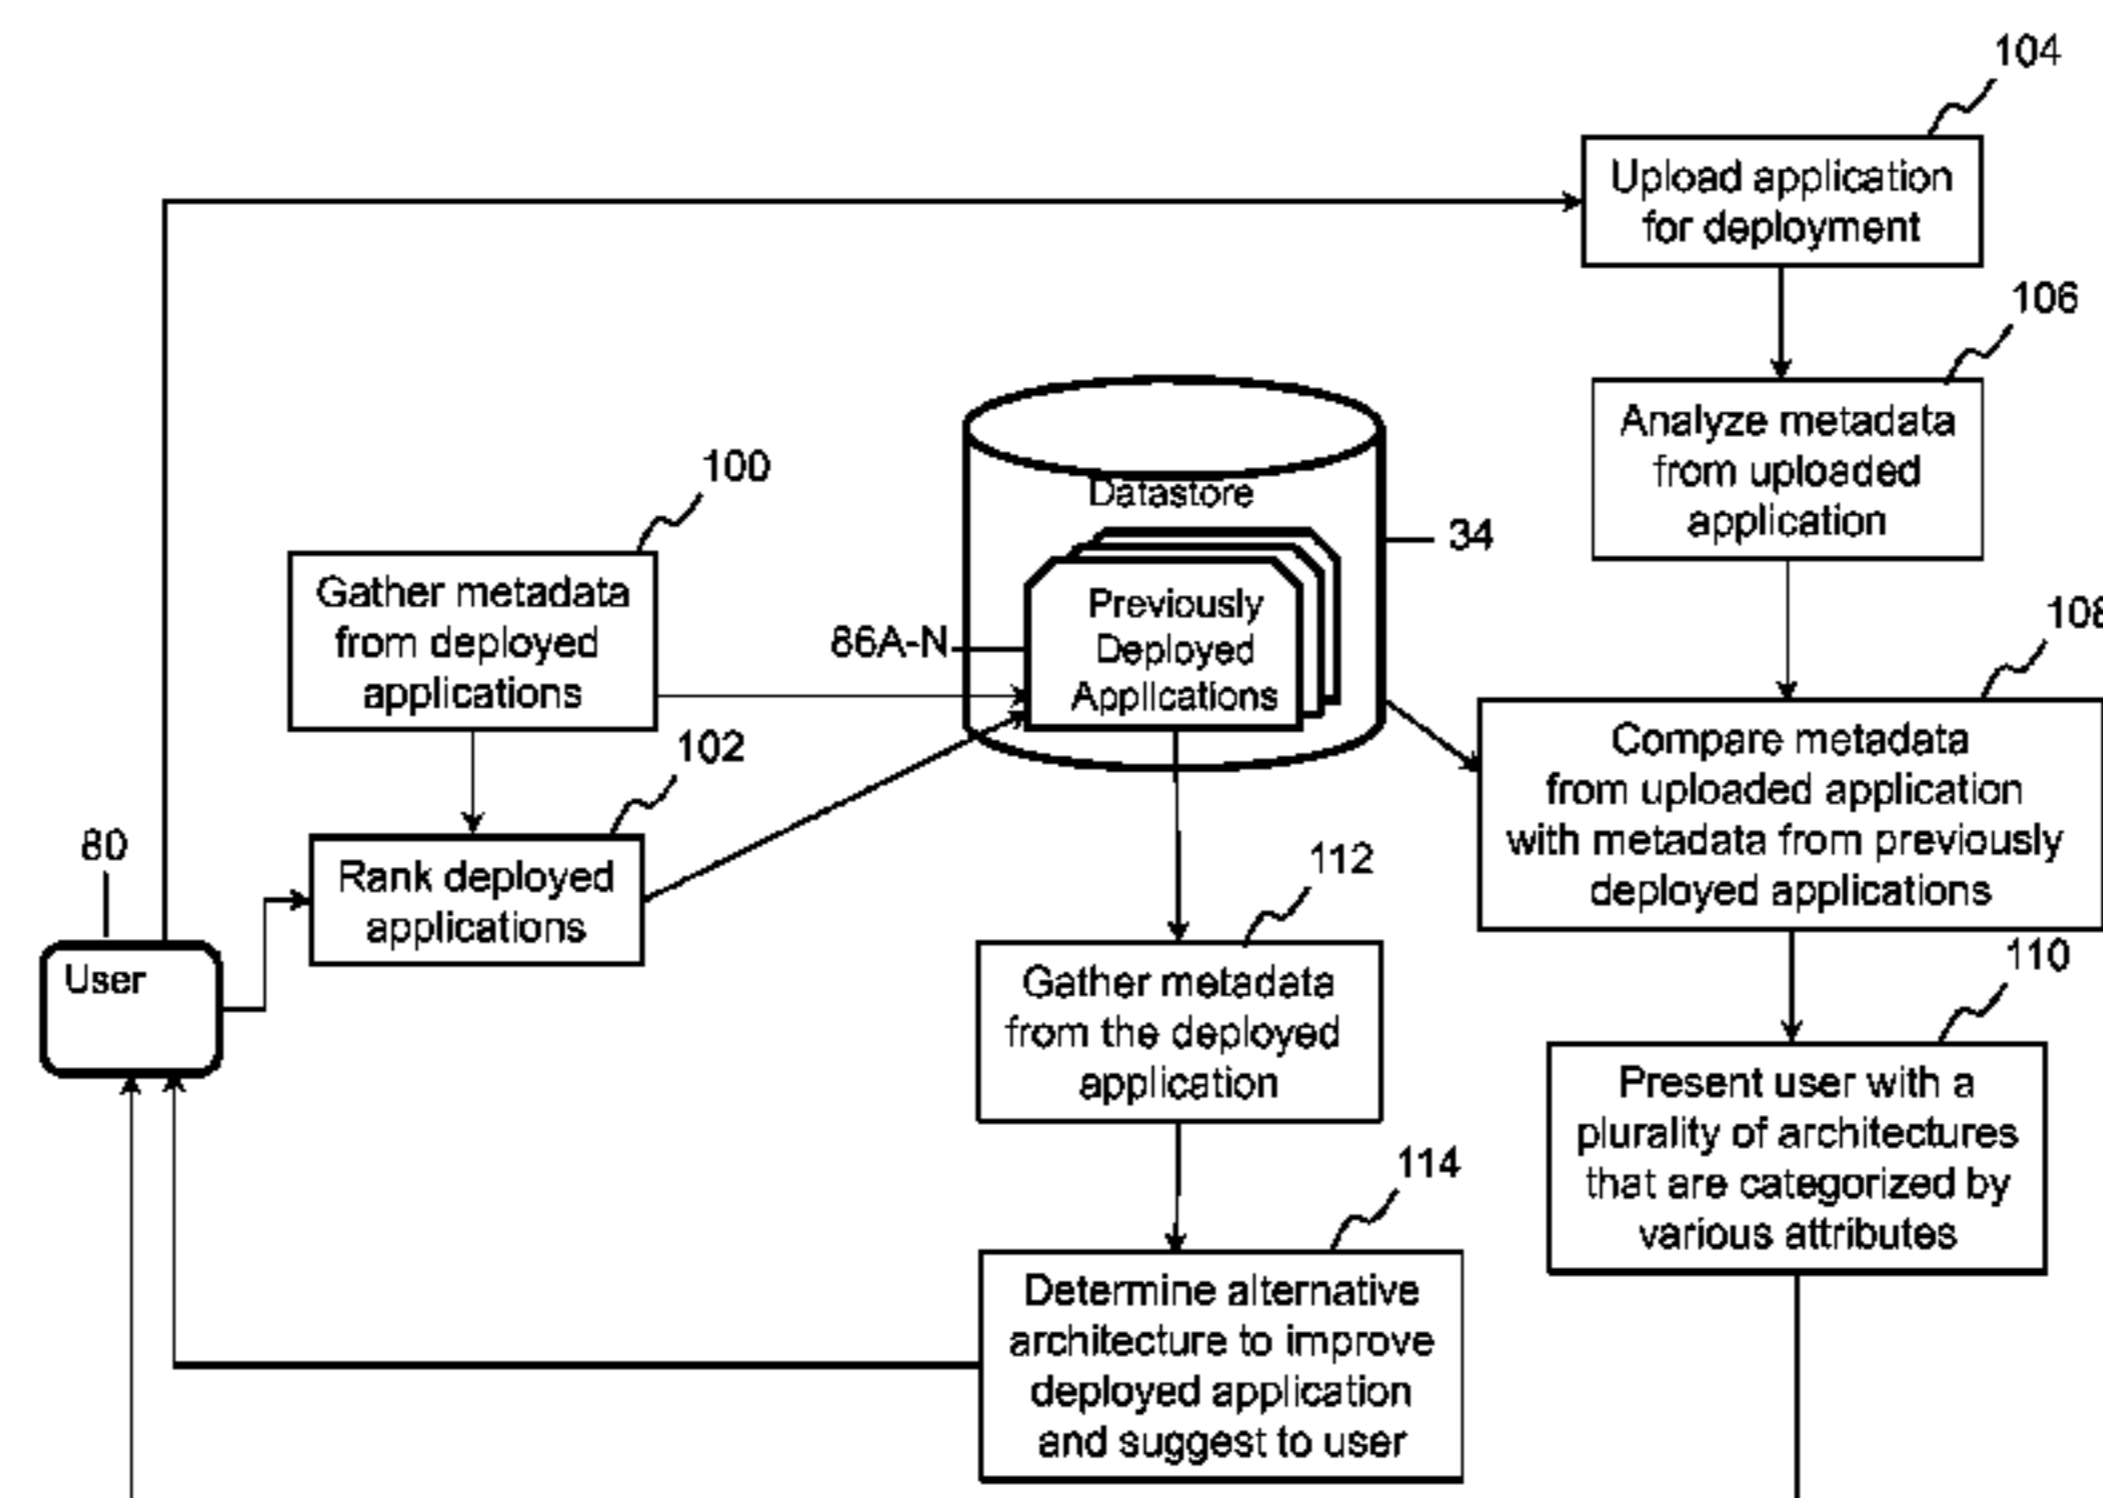 104
Upload application
for deployment
106
Analyze metadata
from uploaded
application
100
Gather metadata
from deployed
applications
Datastore
34
86A-N
Previously
Deployed
Applications
108
Compare metadata
from uploaded application
with metadata from previously
deployed applications
102
Rank deployed
applications
80
User
112
Gather metadata
from the deployed
application
110
Present user with a
plurality of architectures
that are categorized by
various attributes
114
Determine alternative
architecture to improve
deployed application
and suggest to user